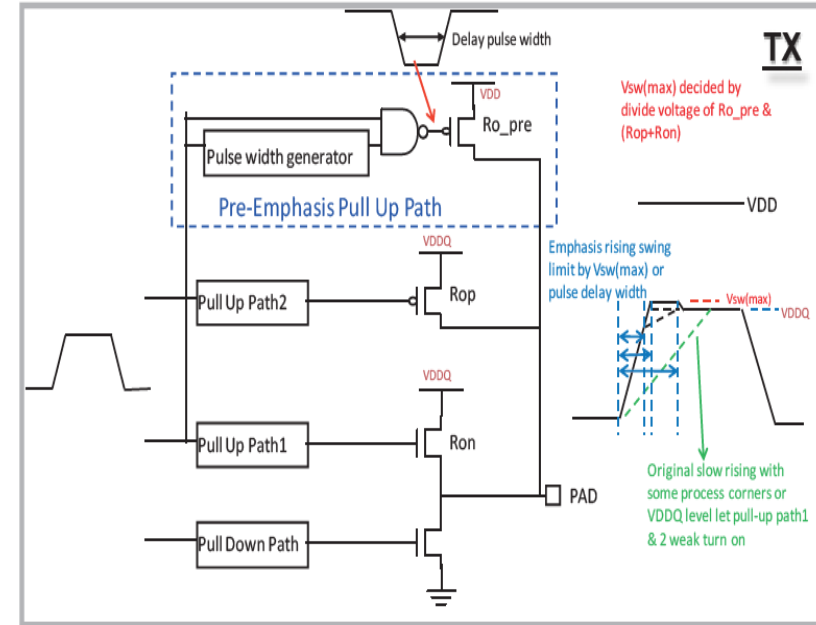 Delay pulse width
TX
Vsw(max) decided by
divide voltage of Ro_pre &
(Rop+Ron)
VDD
Ro_pre
Pulse width generator
Pre-Emphasis Pull Up Path
VDD
VDDQ
Emphasis rising swing
limit by Vsw(max) or
pulse delay width
Rop
Pull Up Path2
Vsw(max)
VDDQ
VDDQ
Ron
Pull Up Path1
PAD
Original slow rising with
some process corners or
VDDQ level let pull-up path1
& 2 weak turn on
Pull Down Path